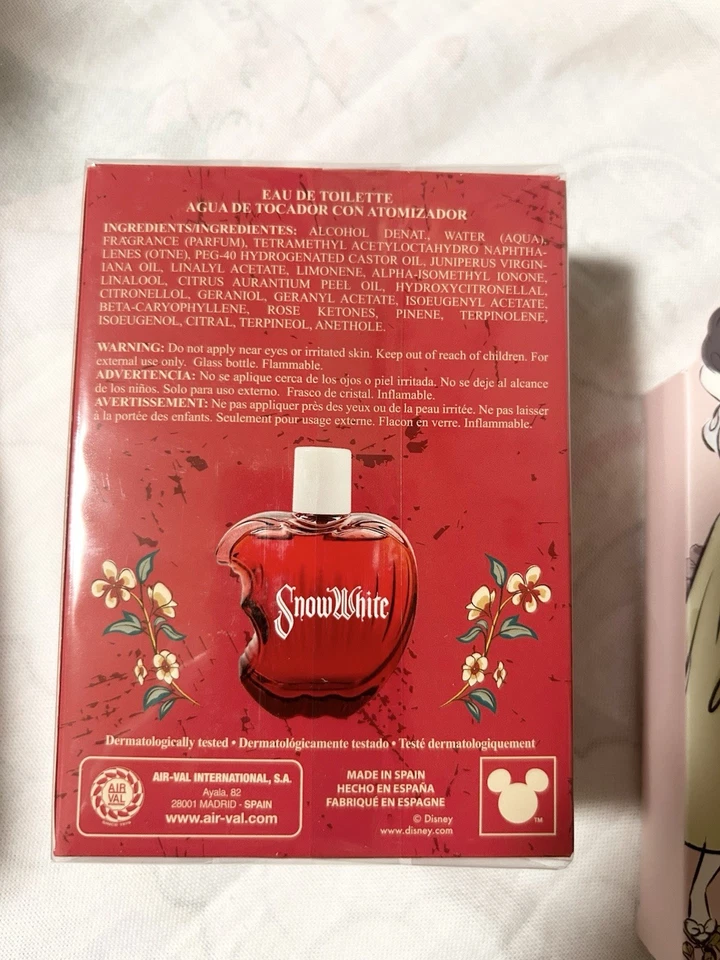 EAU DE TOILETTE
AGUA DE TOCADOR CON ATOMIZADOR
INGREDIENTS/INGREDIENTES: ALCOHOL DENAT, WATER (AQUA),
FRAGRANCE (PARFUM), TETRAMETHYL ACETYLOCTAHYDRO NAPHTHA-
LENES (OTNE), PEG-40 HYDROGENATED CASTOR OIL, JUNIPERUS VIRGIN-
IANA OIL, LINALYL ACETATE, LIMONENE, ALPHA-ISOMETHYL IONONE,
LINALOOL, CITRUS AURANTIUM PEEL OIL, HYDROXYCITRONELLAL,
CITRONELLOL, GERANIOL, GERANYL ACETATE, ISOEUGENYL ACETATE,
BETA-CARYOPHYLLENE, ROSE KETONES, PINENE, TERPINOLENE,
ISOEUGENOL, CITRAL, TERPINEOL, ANETHOLE.
WARNING: Do not apply near eyes or irritated skin. Keep out of reach of children. For
external use only. Glass bottle. Flammable.
ADVERTENCIA: No se aplique cerca de los ojos o piel irritada. No se deje al alcance
de los niños. Solo para uso externo. Frasco de cristal. Inflamable.
AVERTISSEMENT: Ne pas appliquer près des yeux ou de la peau irritée. Ne pas laisser
à la portée des enfants. Seulement pour usage externe. Flacon en verre. Inflammable.
Snow White
Dermatologically tested • Dermatológicamente testado • Testé dermatologiquement
AIR VAL
SINCE 1979
AIR-VAL INTERNATIONAL, S.A.
Ayala, 82
28001 MADRID - SPAIN
www.air-val.com
MADE IN SPAIN
HECHO EN ESPAÑA
FABRIQUÉ EN ESPAGNE
© Disney
www.disney.com
TM